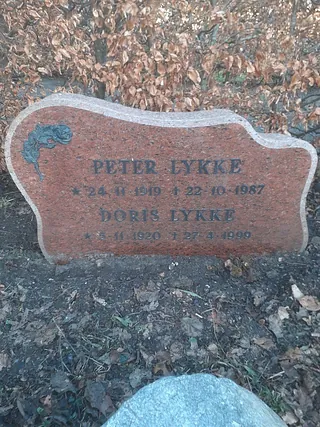 PETER LYKKE
★ 24-11-1919 † 22-10-1987
DORIS LYKKE
★ 8-11-1920 † 27-4-1999